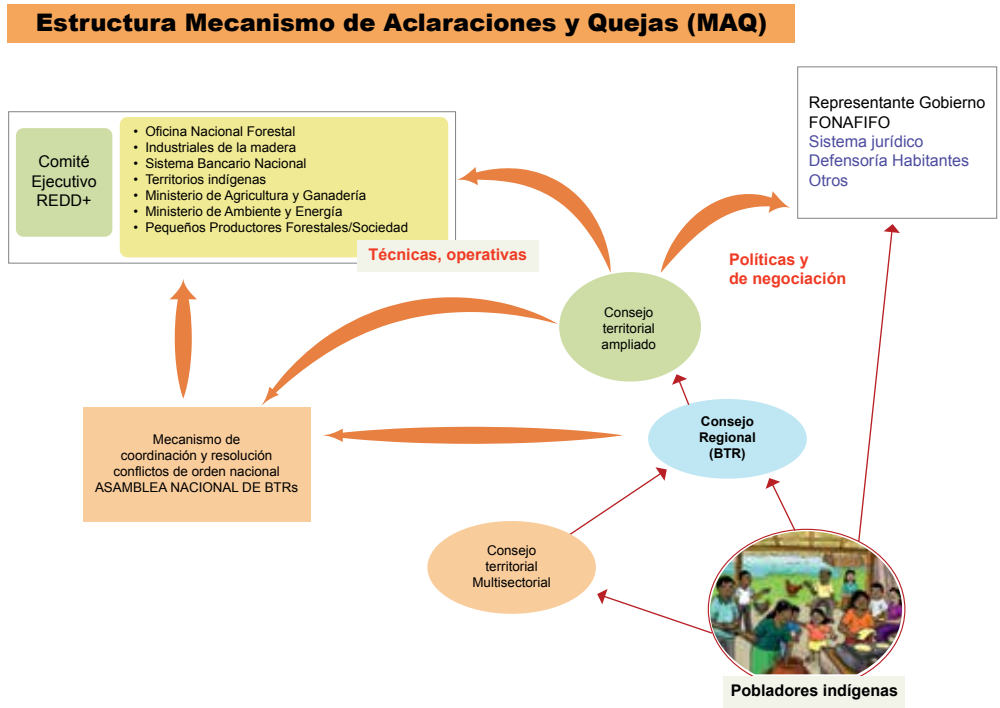 Estructura Mecanismo de Aclaraciones y Quejas (MAQ)
Comité
Ejecutivo
REDD+
• Oficina Nacional Forestal
• Industriales de la madera
• Sistema Bancario Nacional
• Territorios indígenas
• Ministerio de Agricultura y Ganadería
• Ministerio de Ambiente y Energía
• Pequeños Productores Forestales/Sociedad
Técnicas, operativas
Representante Gobierno
FONAFIFO
Sistema jurídico
Defensoría Habitantes
Otros
Políticas y
de negociación
Consejo
territorial
ampliado
Mecanismo de
coordinación y resolución
conflictos de orden nacional
ASAMBLEA NACIONAL DE BTRs
Consejo
Regional
(BTR)
Consejo
territorial
Multisectorial
Pobladores indígenas